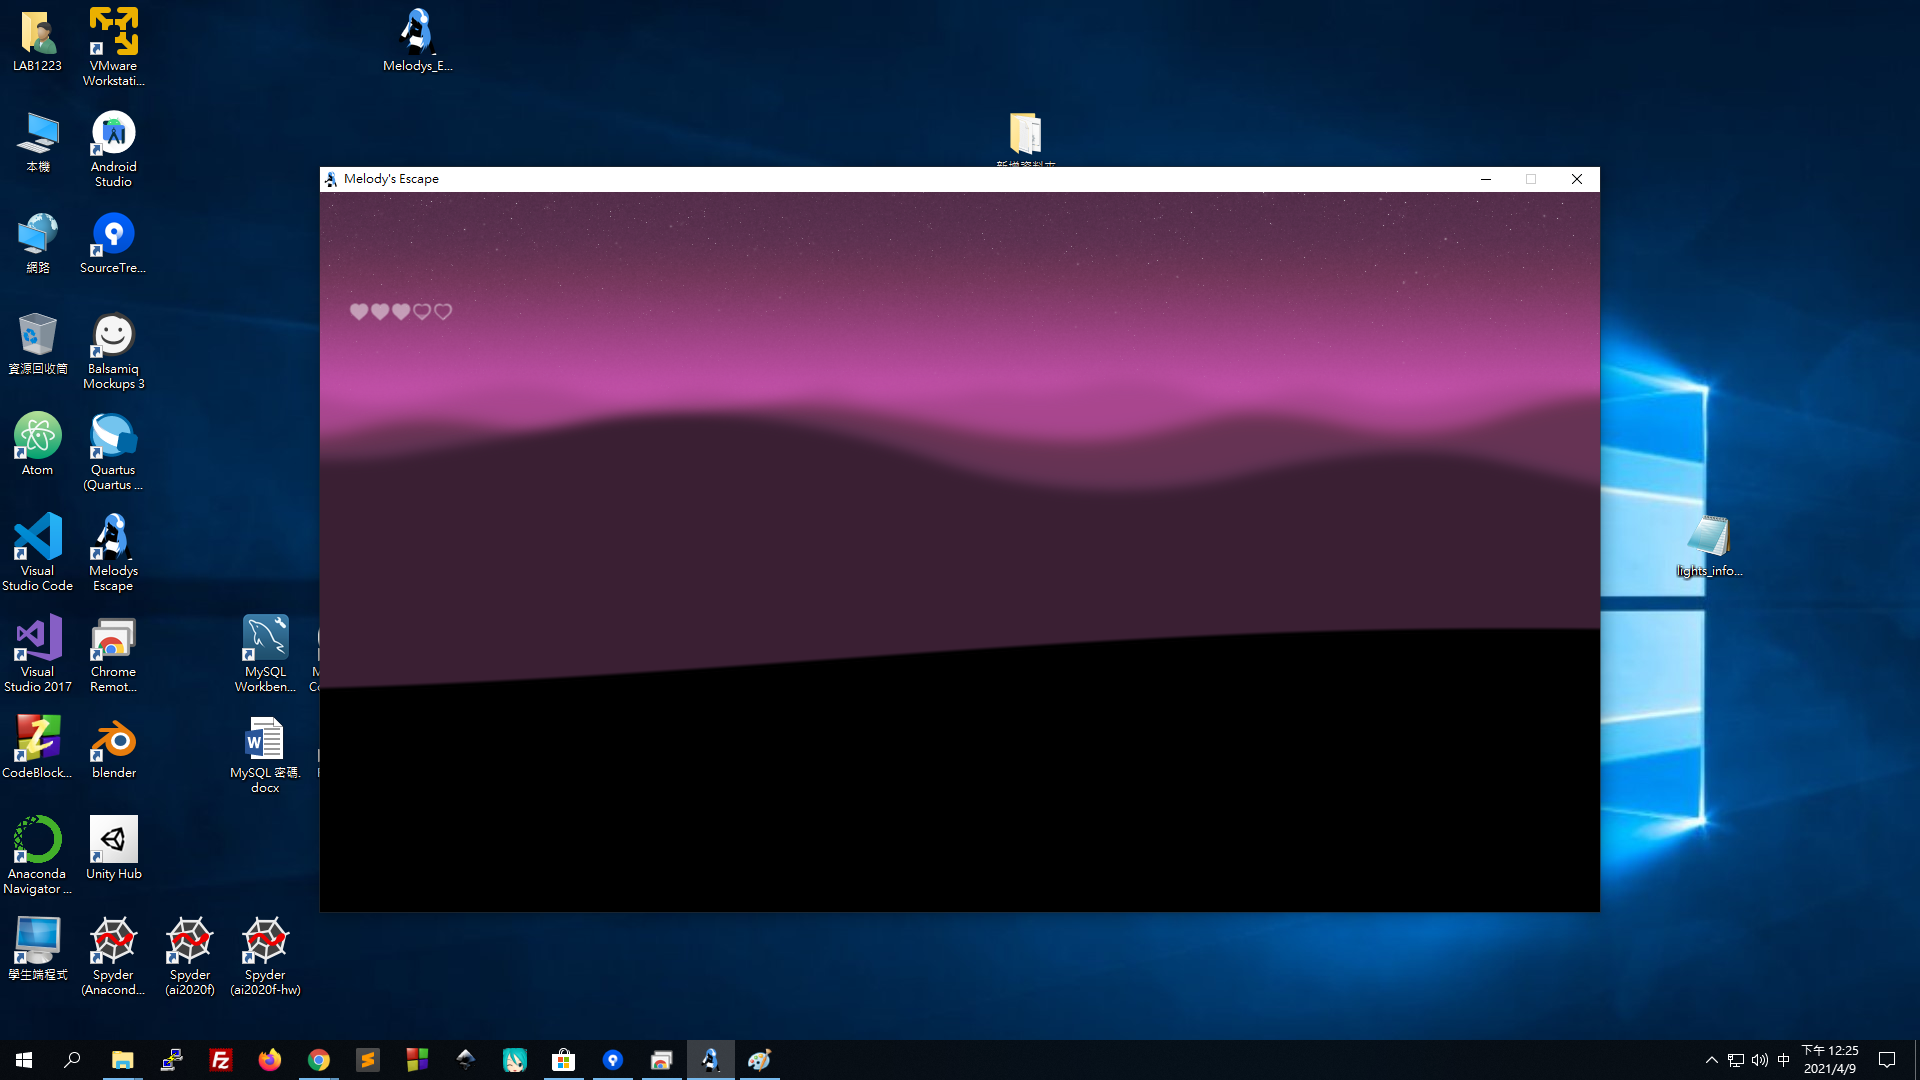 LAB1223
VMware
Workstati...
Melodys_E...
本機
Android
Studio
新增資料夾
Melody's Escape
網路
SourceTre...
資源回收筒
Balsamiq
Mockups 3
Atom
Quartus
(Quartus ...
Visual
Studio Code
Melodys
Escape
lights_info...
Visual
Studio 2017
Chrome
Remot...
MySQL
Workben...
CodeBlock...
blender
MySQL 密碼.
docx
Anaconda
Navigator ...
Unity Hub
學生端程式
Spyder
(Anacond...
Spyder
(ai2020f)
Spyder
(ai2020f-hw)
中
下午 12:25
2021/4/9